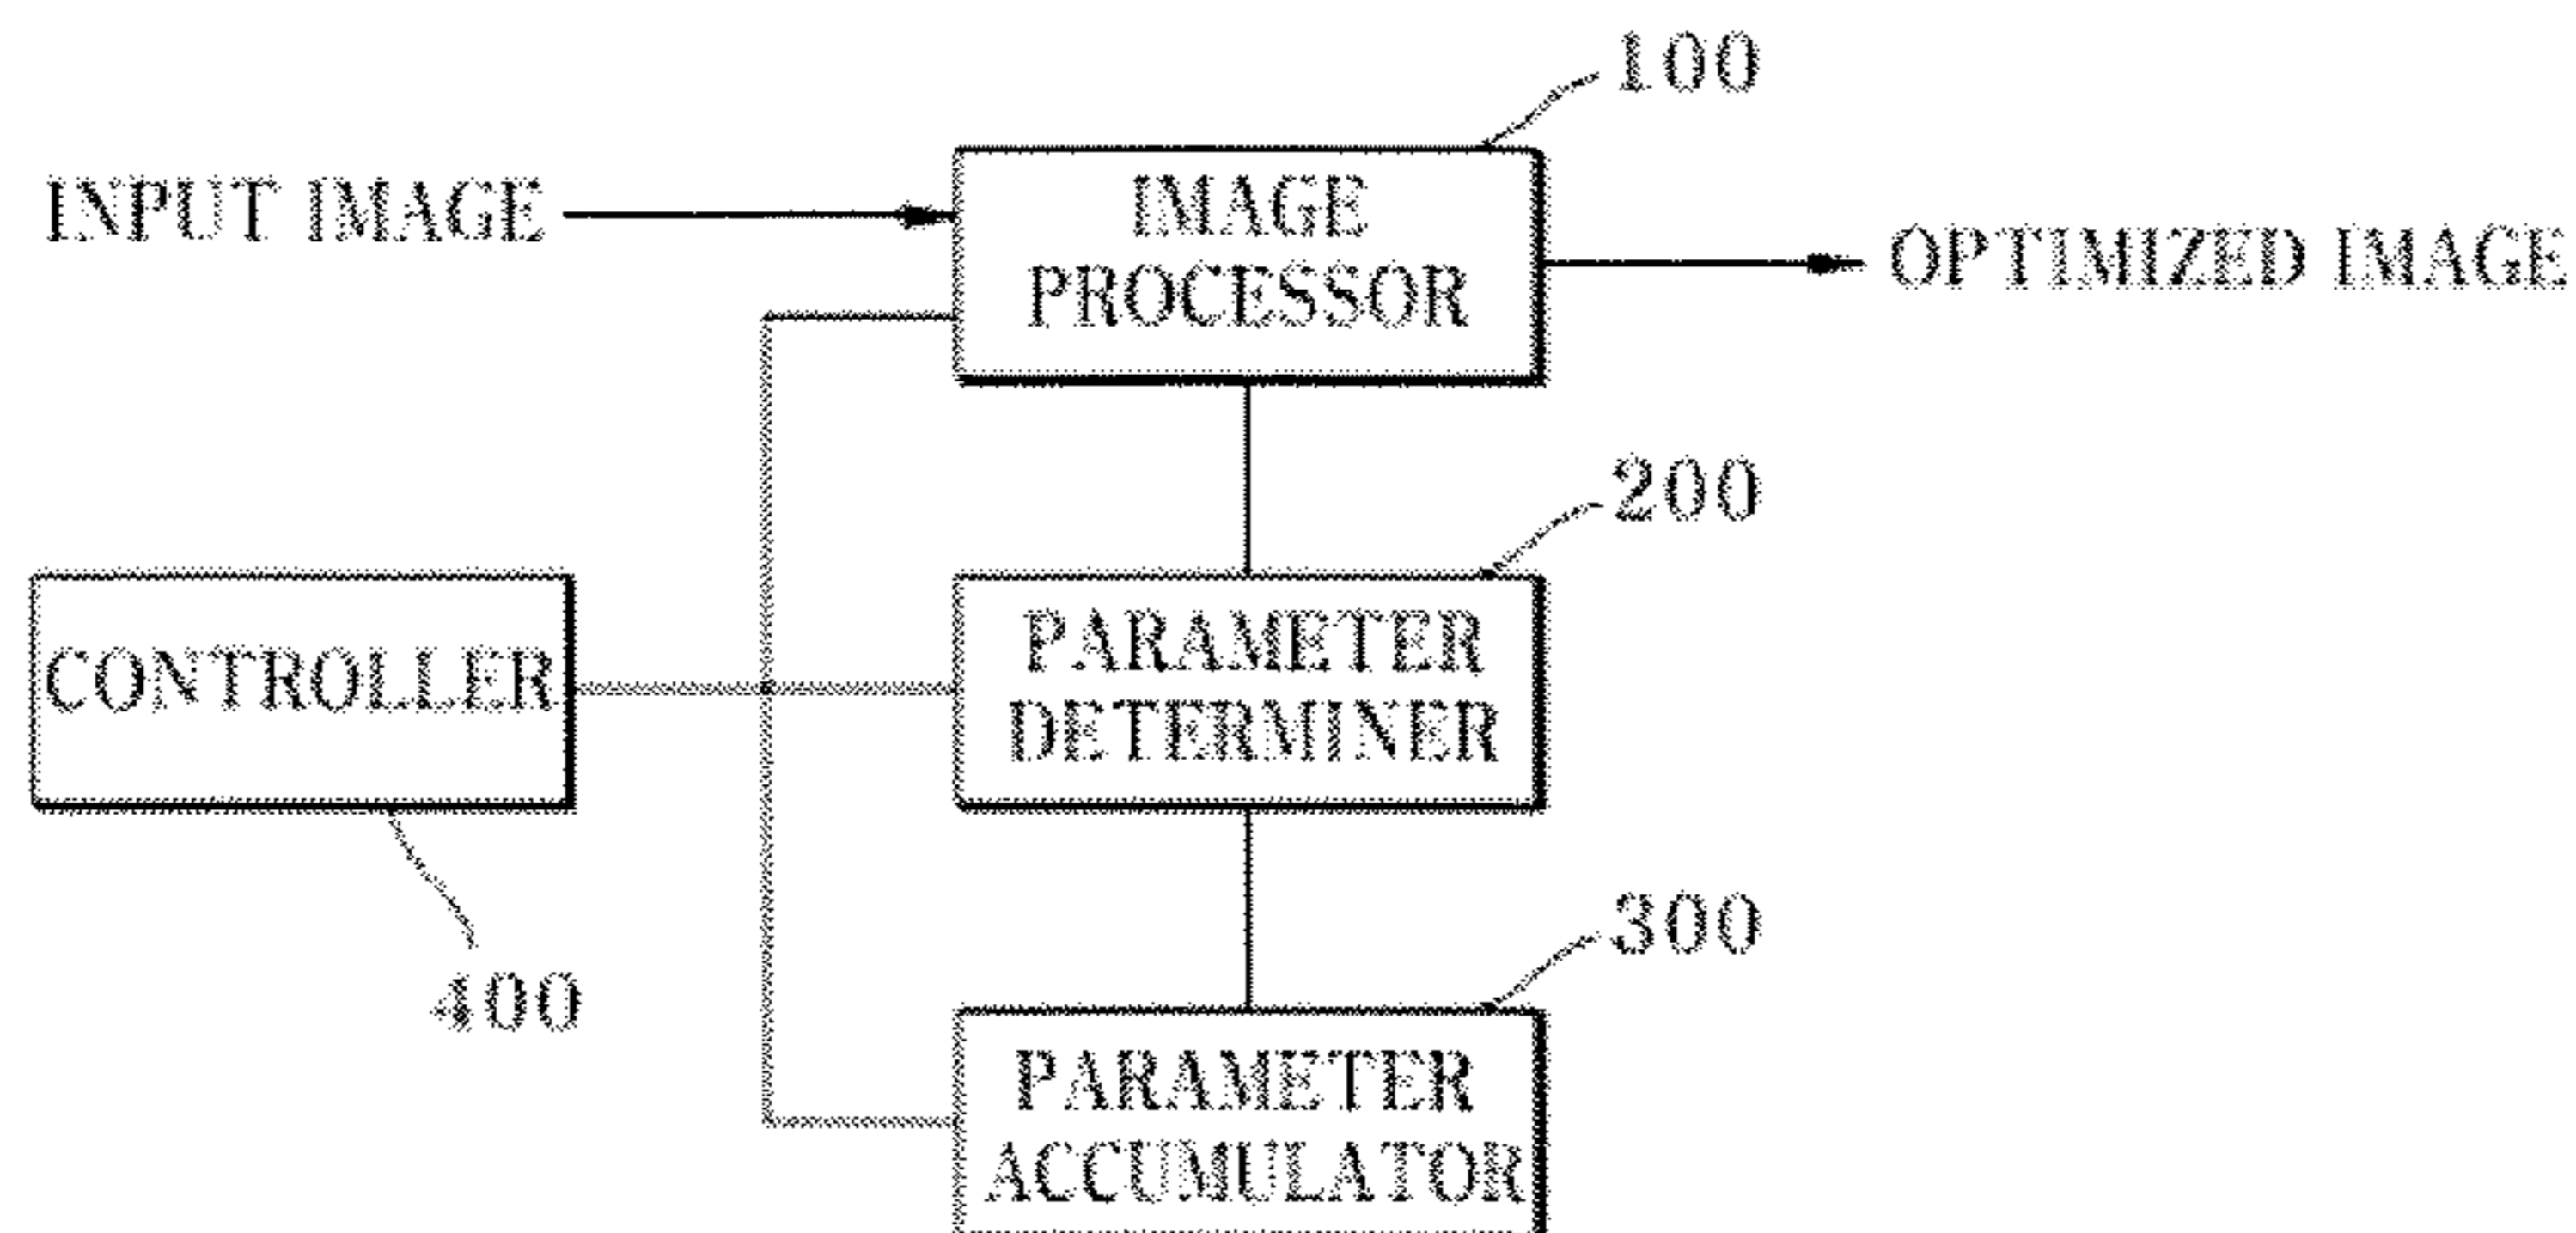 100
INPUT IMAGE
IMAGE
PROCESSOR
OPTIMIZED IMAGE
200
CONTROLLER
PARAMETER
DETERMINER
400
300
PARAMETER
ACCUMULATOR